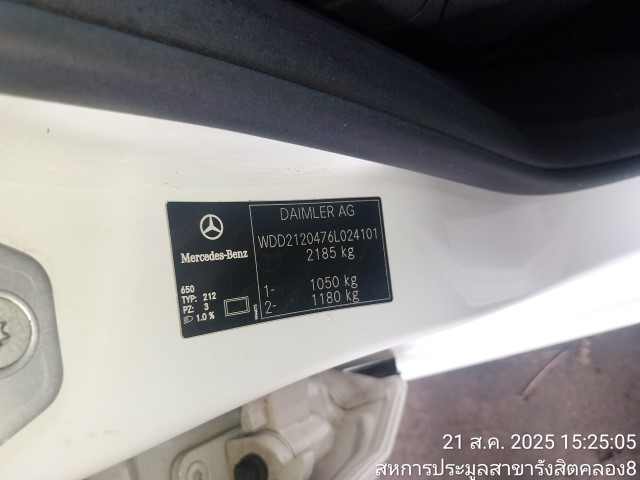 DAIMLER AG
WDD2120476L024101
2185 kg
1- 1050 kg
2- 1180 kg
Mercedes-Benz
650
TYP: 212
PZ: 3
1.0 %
21 ส.ค. 2025 15:25:05
สหการประมูลสาขารังสิตคลอง8